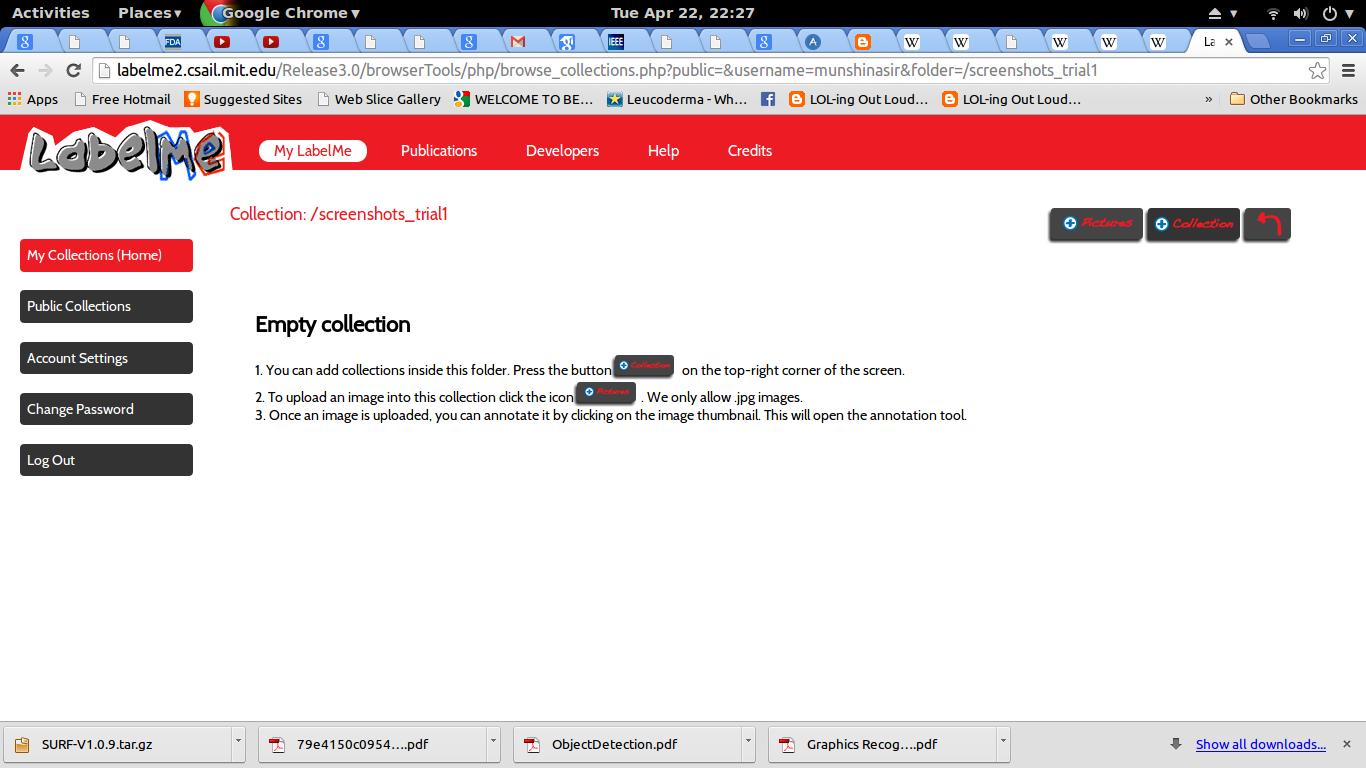 Activities Places Google Chrome Tue Apr 22, 22:27
FDA IEEE A W W W W W La
labelme2.csail.mit.edu/Release3.0/browserTools/php/browse_collections.php?public=&username=munshinasir&folder=/screenshots_trial1
Apps Free Hotmail Suggested Sites Web Slice Gallery WELCOME TO BE... Leucoderma - Wh... LOL-ing Out Loud... LOL-ing Out Loud... » Other Bookmarks
LabelMe My LabelMe Publications Developers Help Credits
Collection: /screenshots_trial1 Pictures Collection
My Collections (Home)
Public Collections
Account Settings
Change Password
Log Out
Empty collection
1. You can add collections inside this folder. Press the button Collection on the top-right corner of the screen.
2. To upload an image into this collection click the icon Pictures . We only allow .jpg images.
3. Once an image is uploaded, you can annotate it by clicking on the image thumbnail. This will open the annotation tool.
SURF-V1.0.9.tar.gz 79e4150c0954....pdf ObjectDetection.pdf Graphics Recog....pdf Show all downloads...